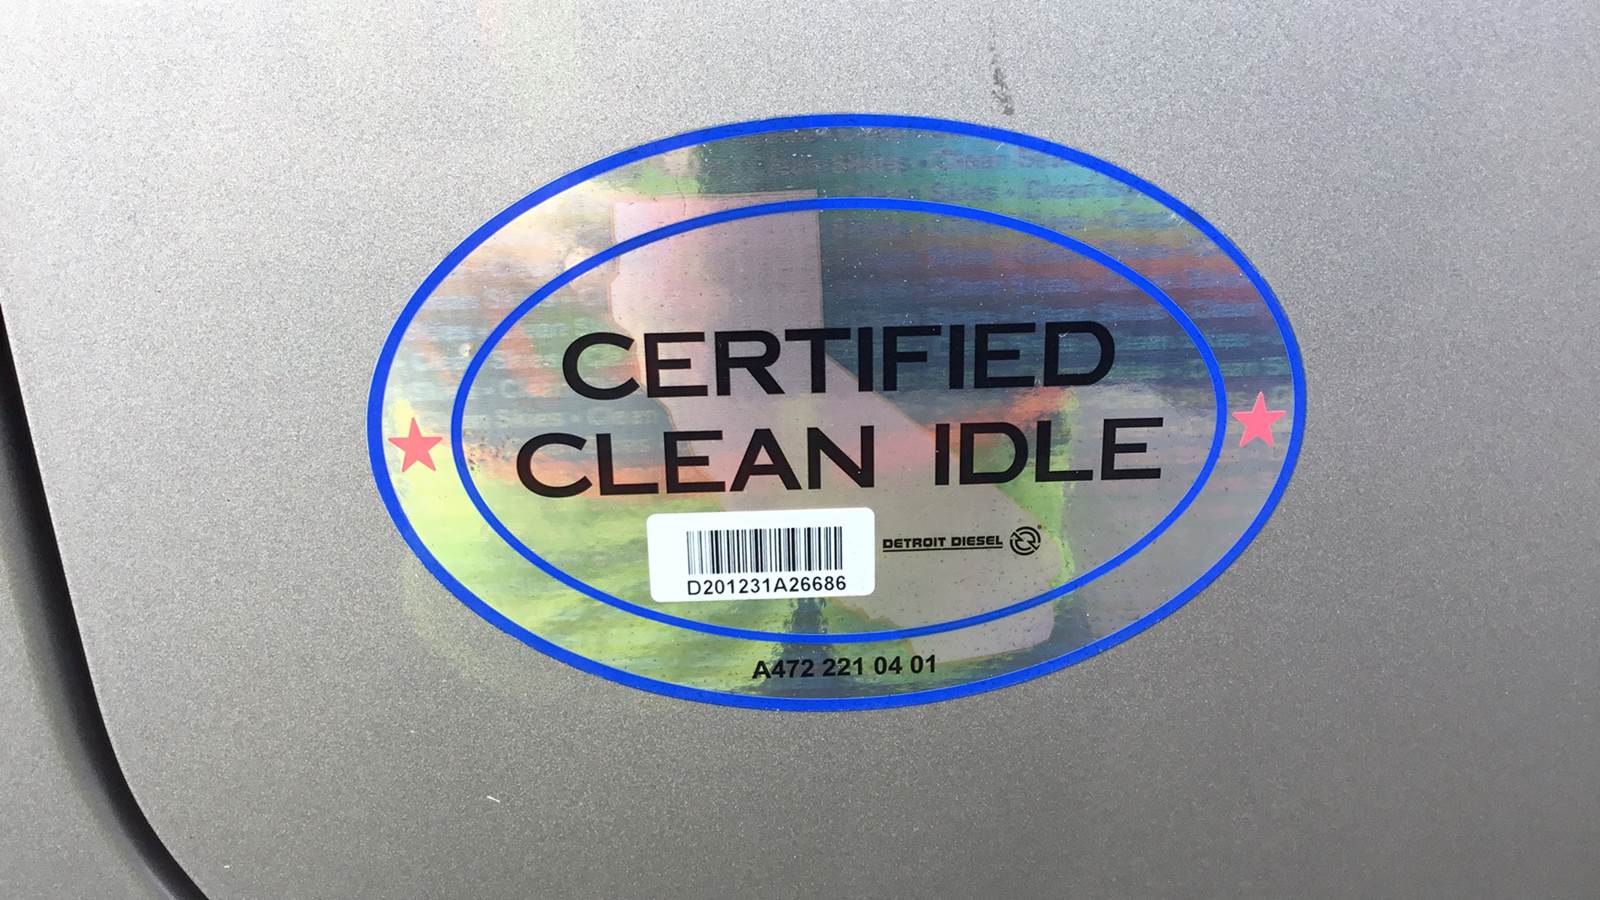 CERTIFIED
CLEAN IDLE
D201231A26686
DETROIT DIESEL
A472 221 04 01